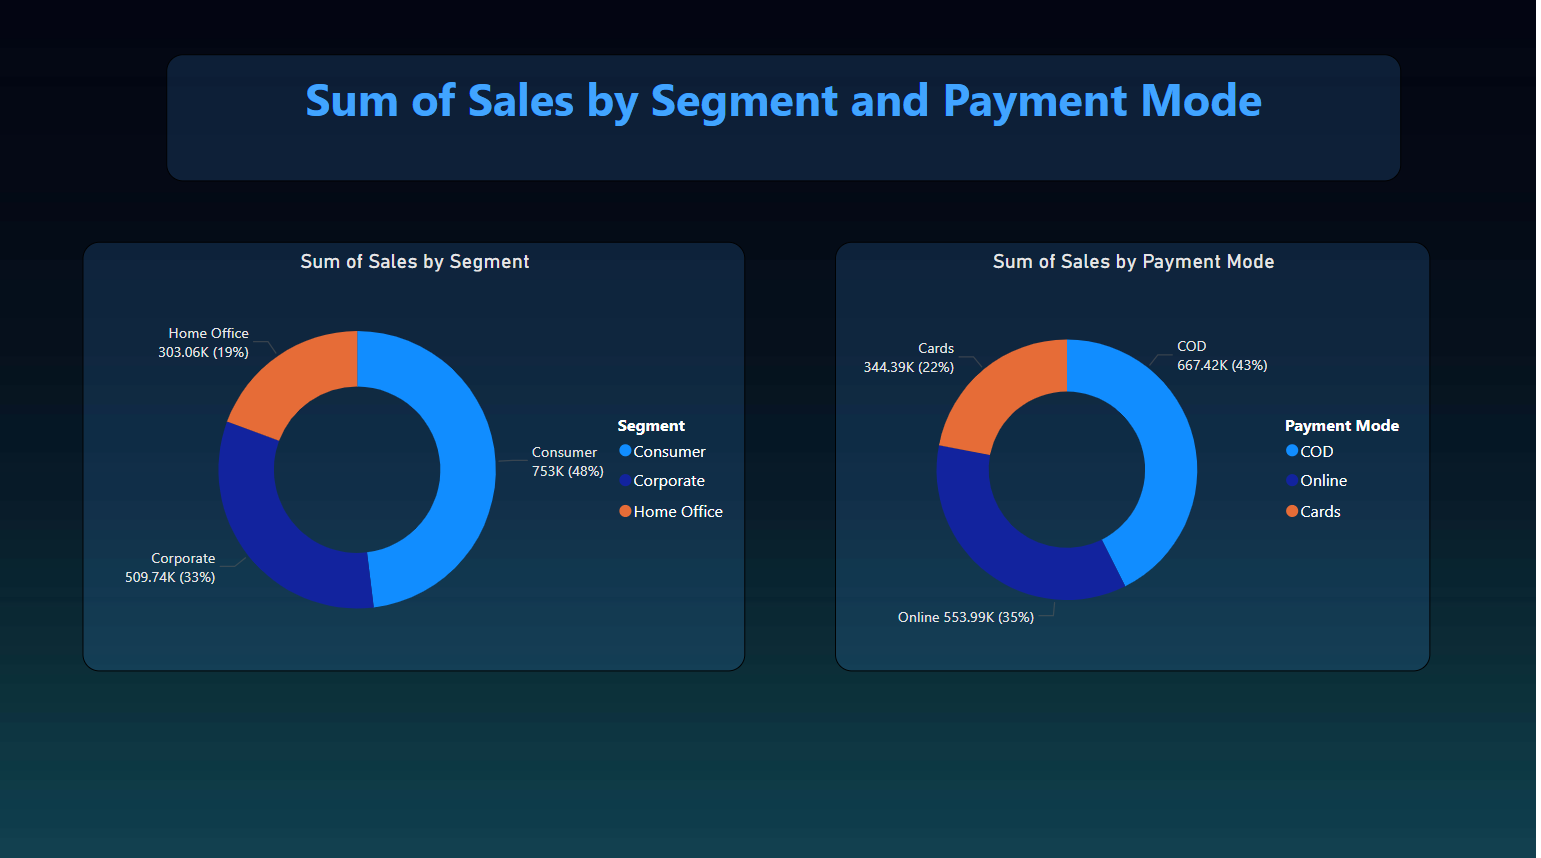 Sum of Sales by Segment and Payment Mode
Sum of Sales by Segment
Home Office
303.06K (19%)
Consumer
753K (48%)
Corporate
509.74K (33%)
Segment
Consumer
Corporate
Home Office
Sum of Sales by Payment Mode
Cards
344.39K (22%)
COD
667.42K (43%)
Online 553.99K (35%)
Payment Mode
COD
Online
Cards